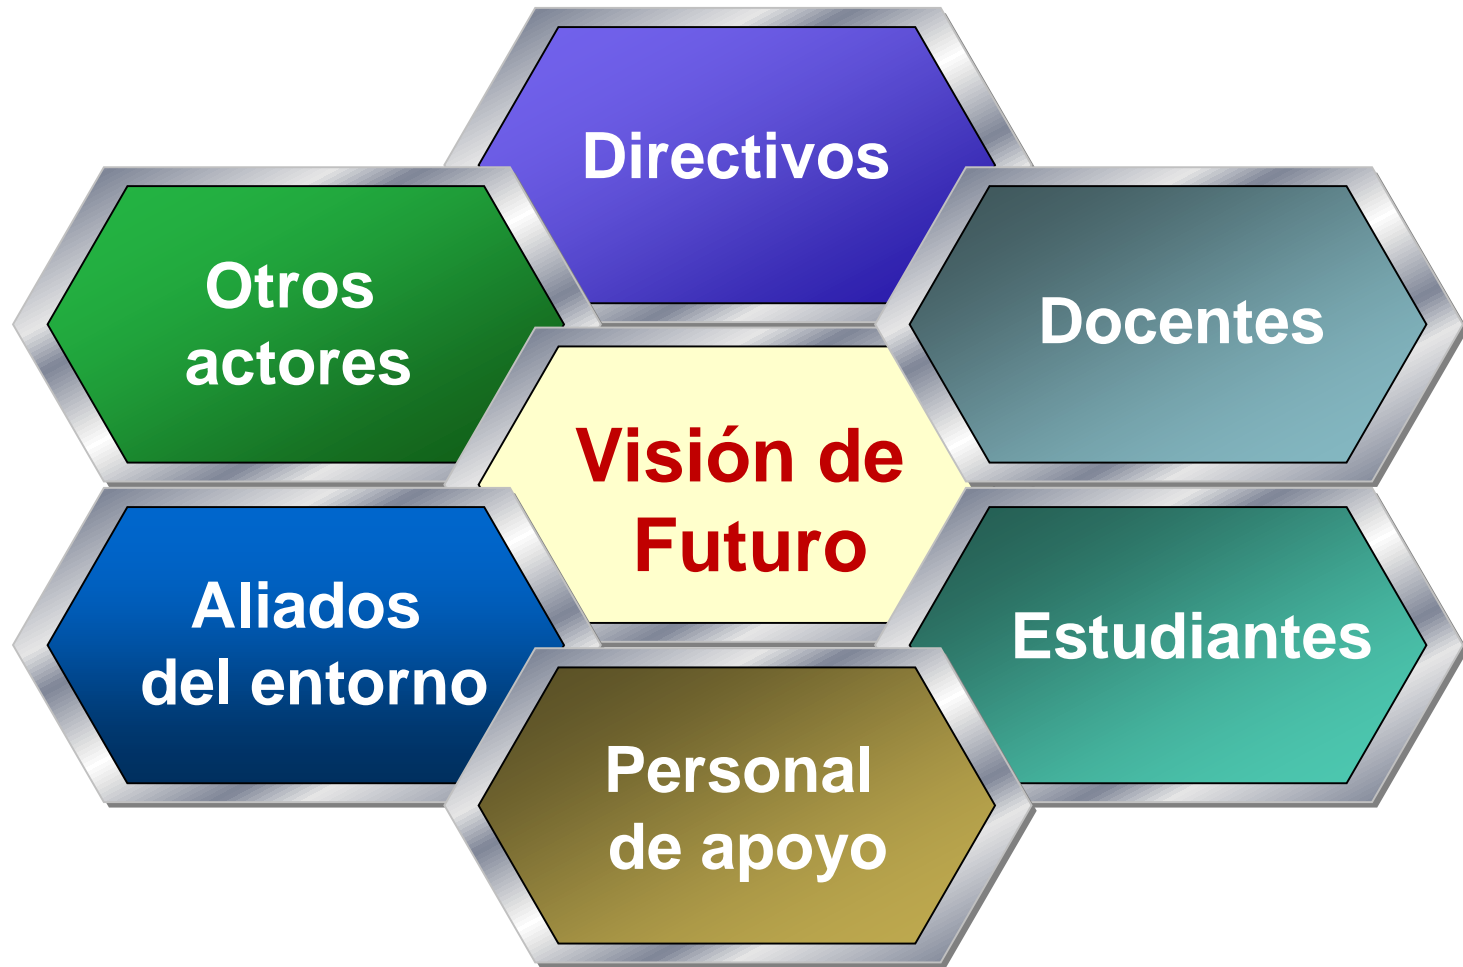 Directivos
Otros
actores
Docentes
Visión de
Futuro
Aliados
del entorno
Estudiantes
Personal
de apoyo